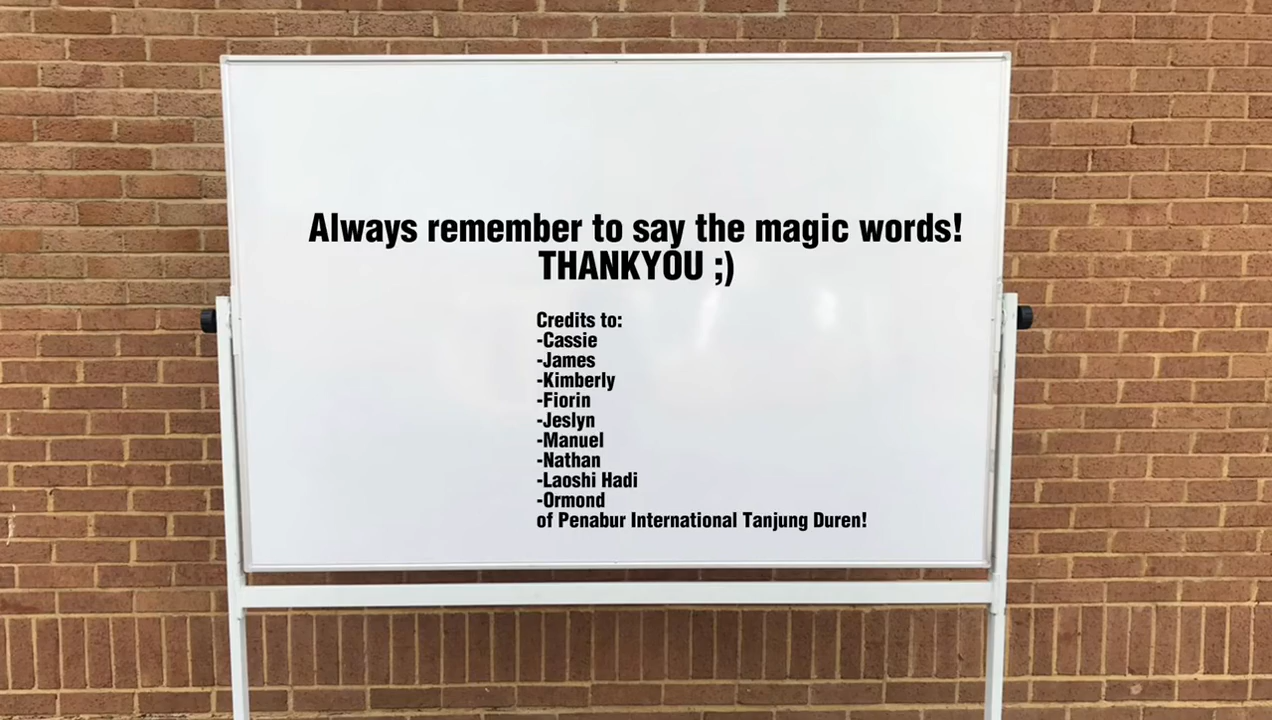 Always remember to say the magic words!
THANKYOU ;)
Credits to:
-Cassie
-James
-Kimberly
-Fiorin
-Jeslyn
-Manuel
-Nathan
-Laoshi Hadi
-Ormond
of Penabur International Tanjung Duren!